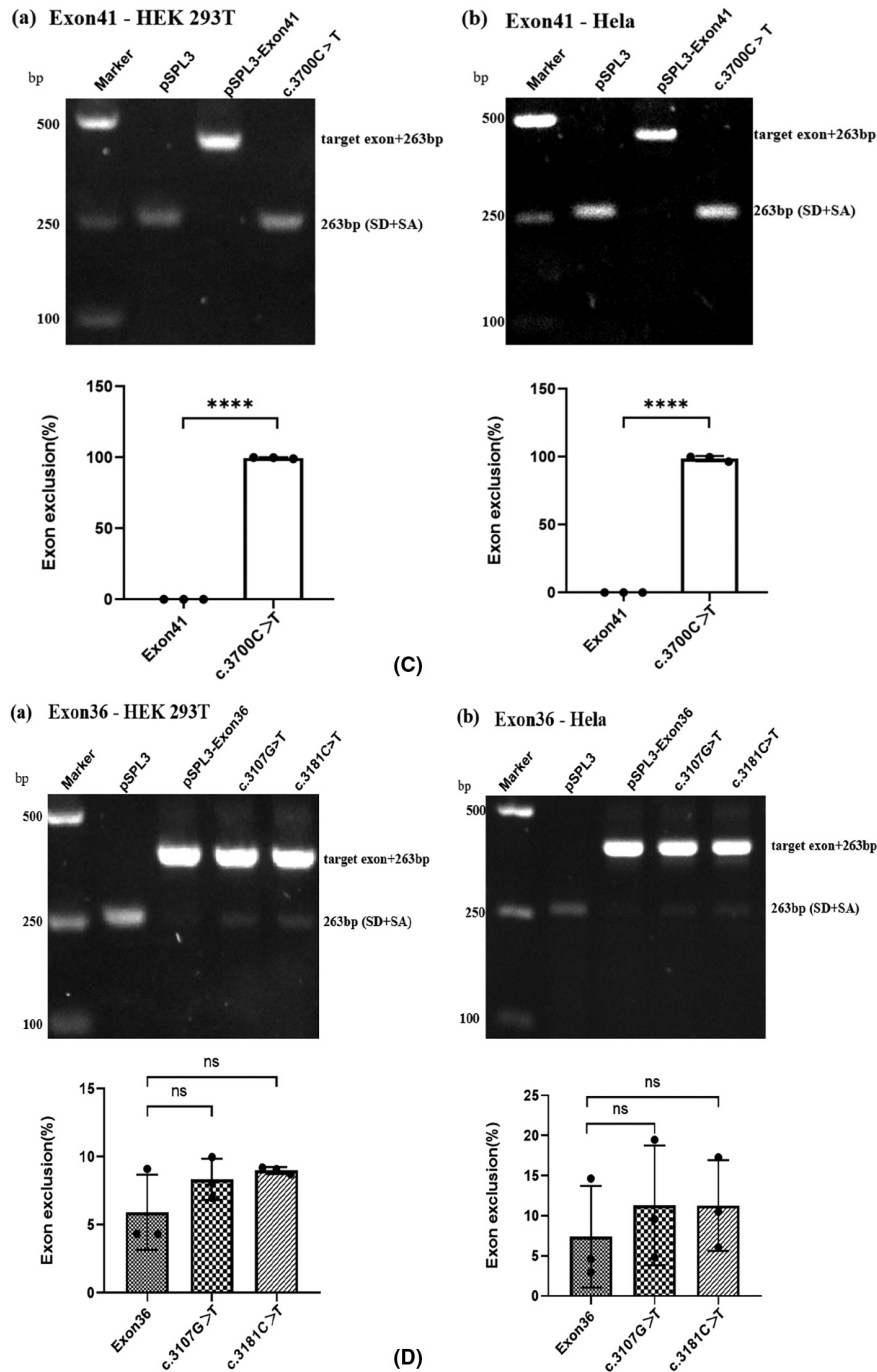 (a) Exon41 - HEK 293T
bp
Marker
pSPL3
pSPL3-Exon41
c.3700C>T
500
250
100
target exon+263bp
263bp (SD+SA)
Exon exclusion(%)
150
100
50
0
****
Exon41
c.3700C>T
(b) Exon41 - Hela
bp
Marker
pSPL3
pSPL3-Exon41
c.3700C>T
500
250
100
target exon+263bp
263bp (SD+SA)
Exon exclusion(%)
150
100
50
0
****
Exon41
c.3700C>T
(C)
(a) Exon36 - HEK 293T
bp
Marker
pSPL3
pSPL3-Exon36
c.3107G>T
c.3181C>T
500
250
100
target exon+263bp
263bp (SD+SA)
Exon exclusion(%)
15
10
5
0
ns
ns
Exon36
c.3107G>T
c.3181C>T
(b) Exon36 - Hela
bp
Marker
pSPL3
pSPL3-Exon36
c.3107G>T
c.3181C>T
500
250
100
target exon+263bp
263bp (SD+SA)
Exon exclusion(%)
25
20
15
10
5
0
ns
ns
Exon36
c.3107G>T
c.3181C>T
(D)